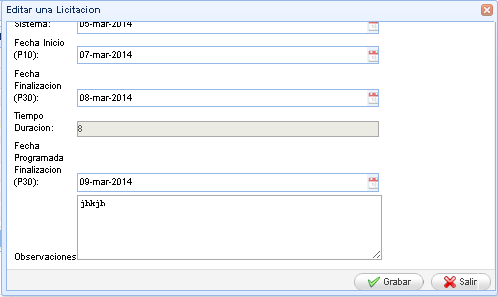 Editar una Licitacion
Sistema: 05-mar-2014
Fecha Inicio
(P10): 07-mar-2014
Fecha
Finalizacion
(P30): 08-mar-2014
Tiempo
Duracion: 8
Fecha
Programada
Finalizacion
(P30): 09-mar-2014
jhkjh
Observaciones
Grabar Salir